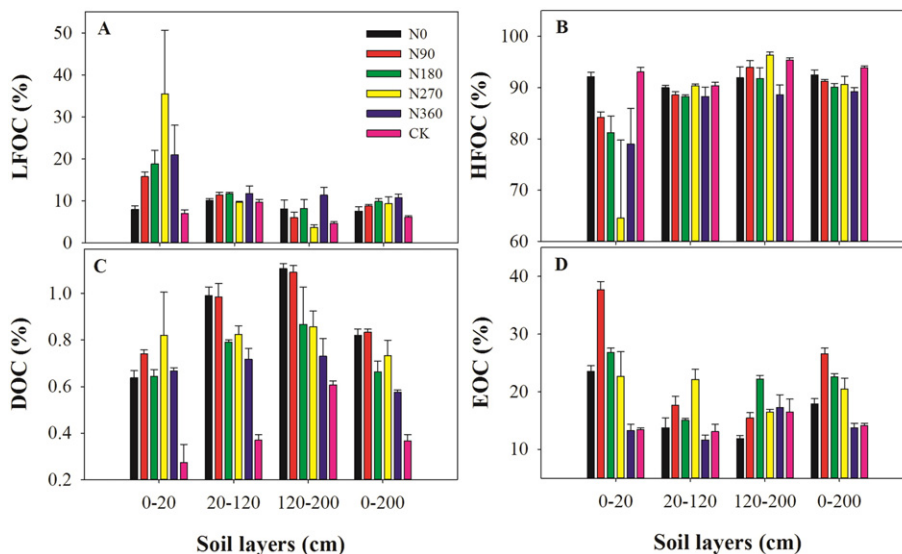 A
LFOC (%)
50
40
30
20
10
0
N0
N90
N180
N270
N360
CK
B
HFOC (%)
100
90
80
70
60
C
DOC (%)
1.0
0.8
0.6
0.4
0.2
0-20
20-120
120-200
0-200
Soil layers (cm)
D
EOC (%)
40
30
20
10
0-20
20-120
120-200
0-200
Soil layers (cm)